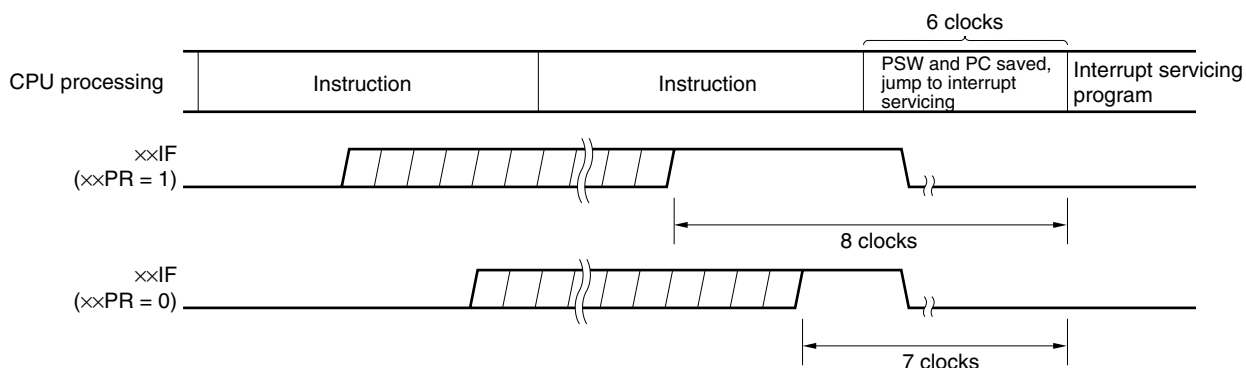 6 clocks
CPU processing
Instruction
Instruction
PSW and PC saved,
jump to interrupt
servicing
Interrupt servicing
program
××IF
(××PR = 1)
8 clocks
××IF
(××PR = 0)
7 clocks